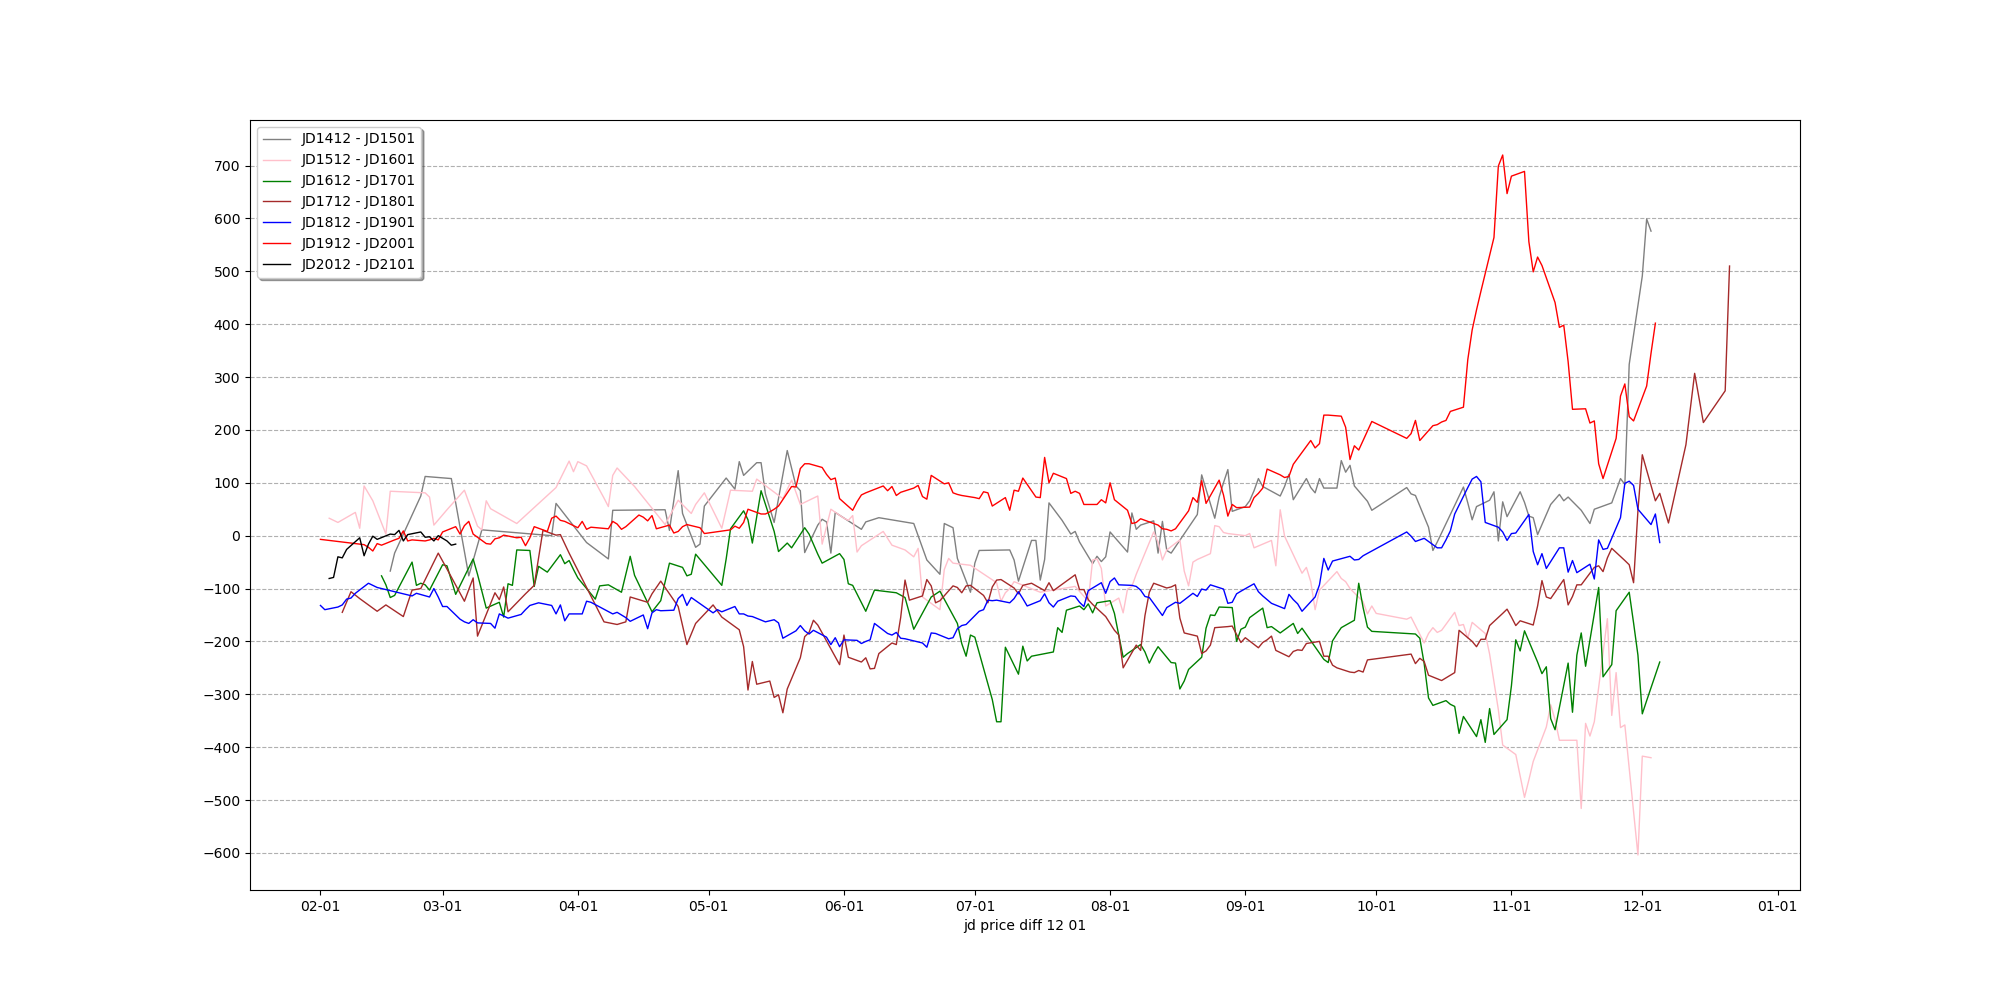 JD1412 - JD1501
JD1512 - JD1601
JD1612 - JD1701
JD1712 - JD1801
JD1812 - JD1901
JD1912 - JD2001
JD2012 - JD2101
700
600
500
400
300
200
100
0
−100
−200
−300
−400
−500
−600
02-01 03-01 04-01 05-01 06-01 07-01 08-01 09-01 10-01 11-01 12-01 01-01
jd price diff 12 01